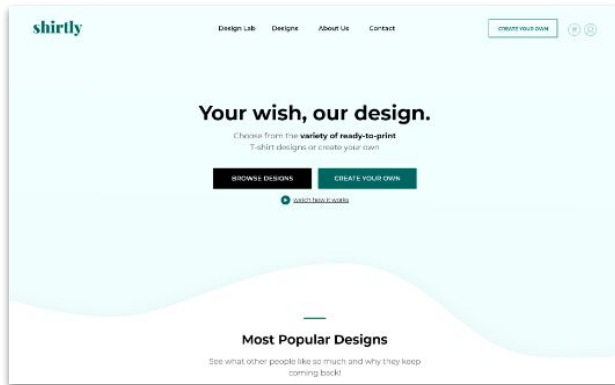 shirtly
Design Lab Designs About Us Contact
CREATE YOUR OWN
Your wish, our design.
Choose from the variety of ready-to-print
T-shirt designs or create your own
BROWSE DESIGNS CREATE YOUR OWN
watch how it works
Most Popular Designs
See what other people like so much and why they keep
coming back!